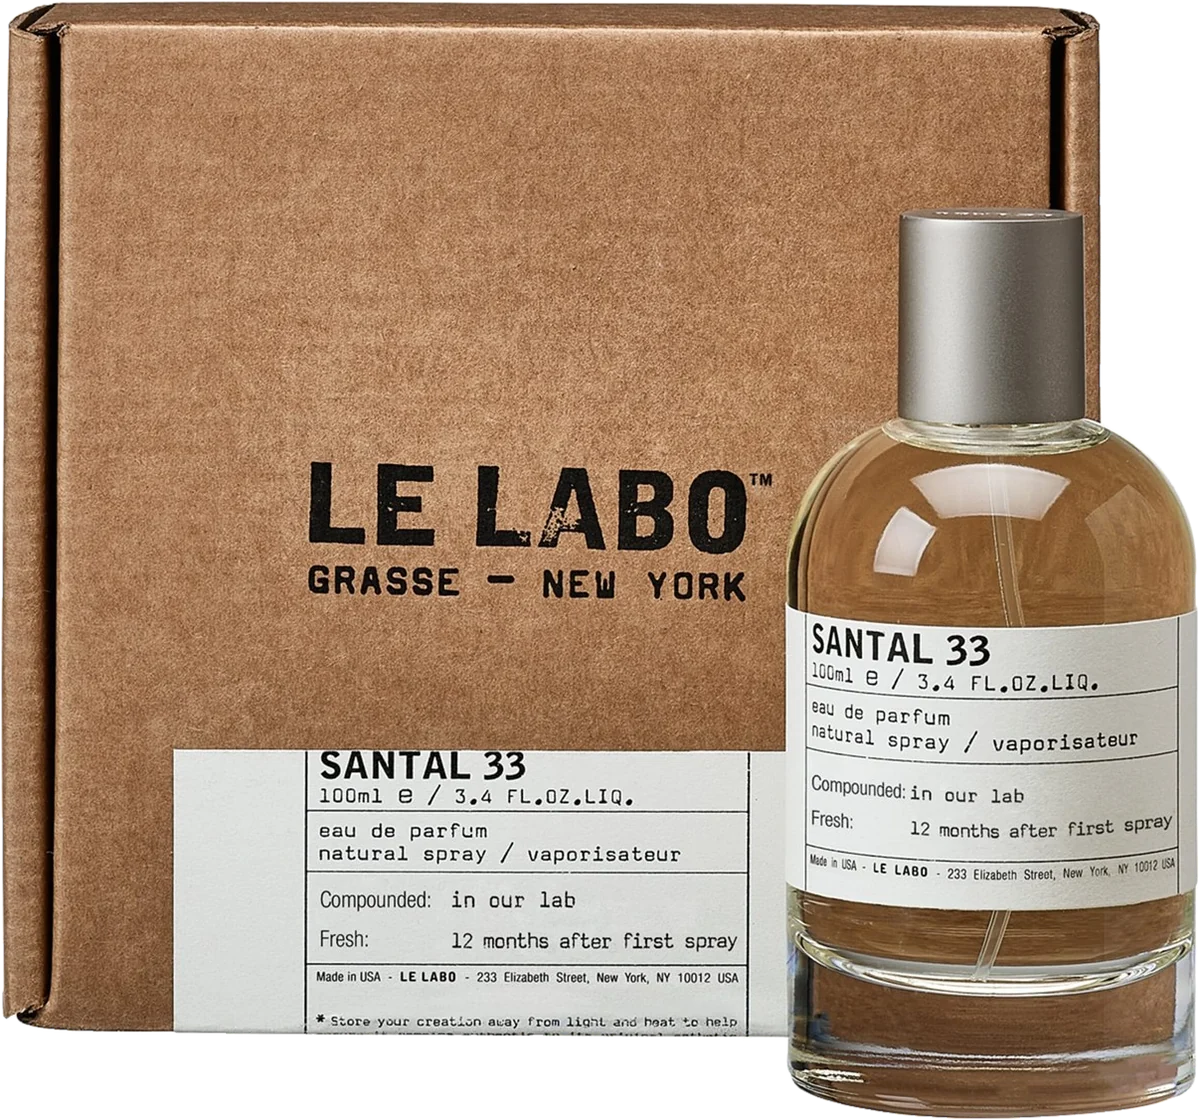 LE LABO™
GRASSE — NEW YORK
SANTAL 33
100ml e / 3.4 FL.OZ.LIQ.
eau de parfum
natural spray / vaporisateur
Compounded: in our lab
Fresh: 12 months after first spray
Made in USA - LE LABO - 233 Elizabeth Street, New York, NY 10012 USA
* Store your creation away from light and heat to help
SANTAL 33
100ml e / 3.4 FL.OZ.LIQ.
eau de parfum
natural spray / vaporisateur
Compounded: in our lab
Fresh: 12 months after first spray
Made in USA - LE LABO - 233 Elizabeth Street, New York, NY 10012 USA